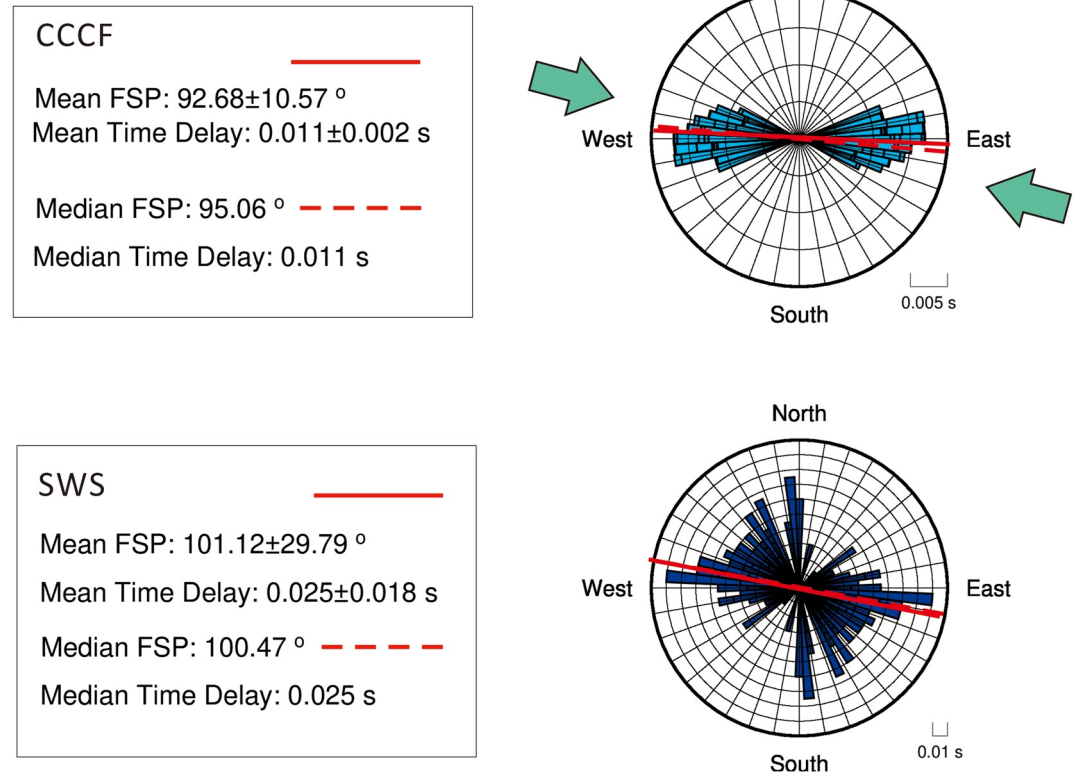 CCCF
Mean FSP: 92.68±10.57 º
Mean Time Delay: 0.011±0.002 s
Median FSP: 95.06 º
Median Time Delay: 0.011 s
West
East
South
0.005 s
SWS
Mean FSP: 101.12±29.79 º
Mean Time Delay: 0.025±0.018 s
Median FSP: 100.47 º
Median Time Delay: 0.025 s
North
West
East
South
0.01 s